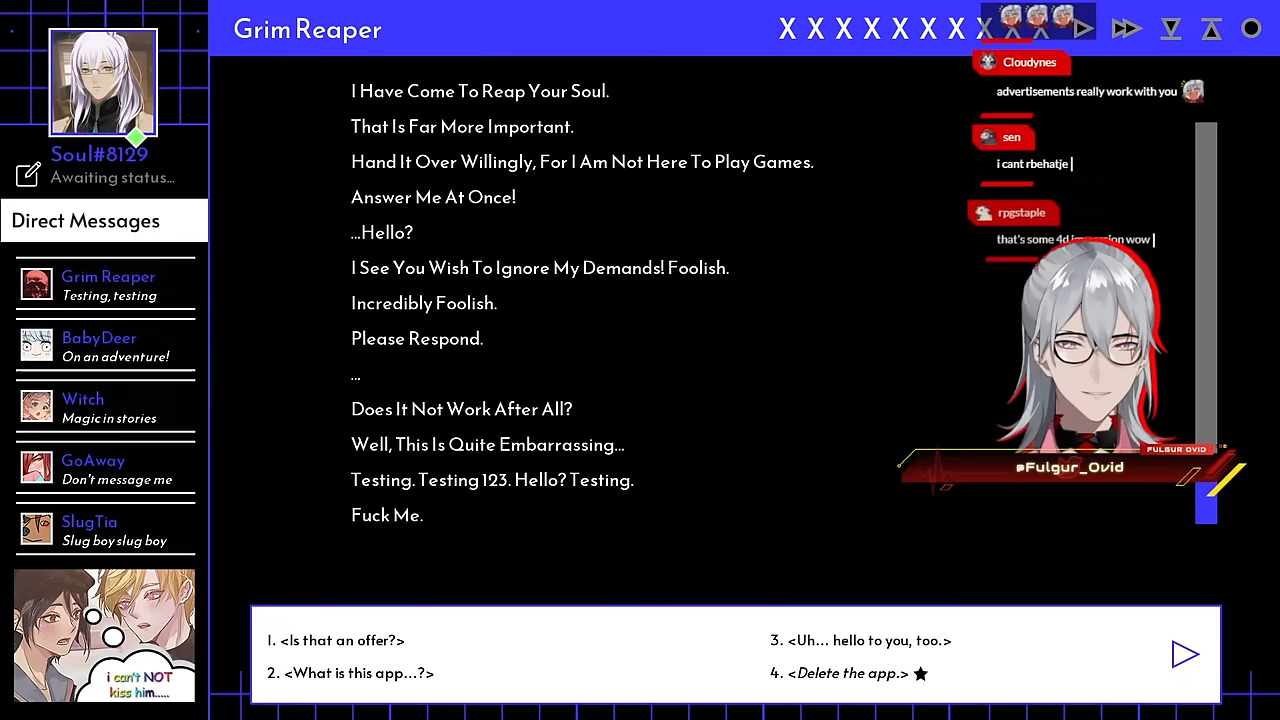 Grim Reaper
X X X X X X X X X X
Soul#8129
Awaiting status...
Direct Messages
Grim Reaper
Testing, testing
BabyDeer
On an adventure!
Witch
Magic in stories
GoAway
Don't message me
SlugTia
Slug boy slug boy
i can't NOT
kiss him.....
I Have Come To Reap Your Soul.
That Is Far More Important.
Hand It Over Willingly, For I Am Not Here To Play Games.
Answer Me At Once!
...Hello?
I See You Wish To Ignore My Demands! Foolish.
Incredibly Foolish.
Please Respond.
...
Does It Not Work After All?
Well, This Is Quite Embarrassing...
Testing. Testing 123. Hello? Testing.
Fuck Me.
Cloudynes
advertisements really work with you
sen
i cant rbehatje |
rpgstaple
that's some 4d immersion wow |
FULGUR OVID
@Fulgur_Ovid
1. <Is that an offer?>
2. <What is this app...?>
3. <Uh... hello to you, too.>
4. <Delete the app.> ★